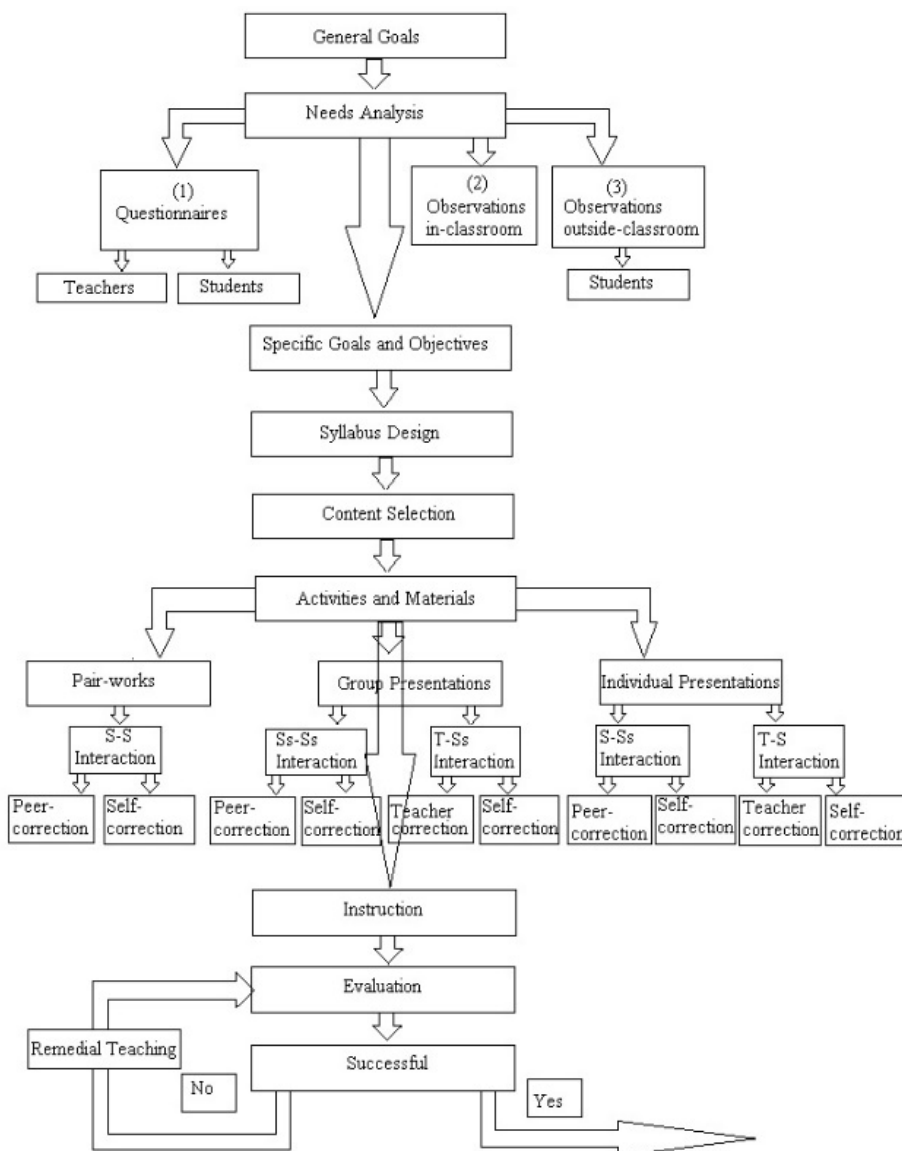 General Goals
Needs Analysis
(1)
Questionnaires
(2)
Observations
in-classroom
(3)
Observations
outside-classroom
Teachers
Students
Students
Specific Goals and Objectives
Syllabus Design
Content Selection
Activities and Materials
Pair-works
Group Presentations
Individual Presentations
S-S
Interaction
Ss-Ss
Interaction
T-Ss
Interaction
S-Ss
Interaction
T-S
Interaction
Peer-
correction
Self-
correction
Peer-
correction
Self-
correction
Teacher
correction
Self-
correction
Peer-
correction
Self-
correction
Teacher
correction
Self-
correction
Instruction
Evaluation
Remedial Teaching
Successful
No
Yes